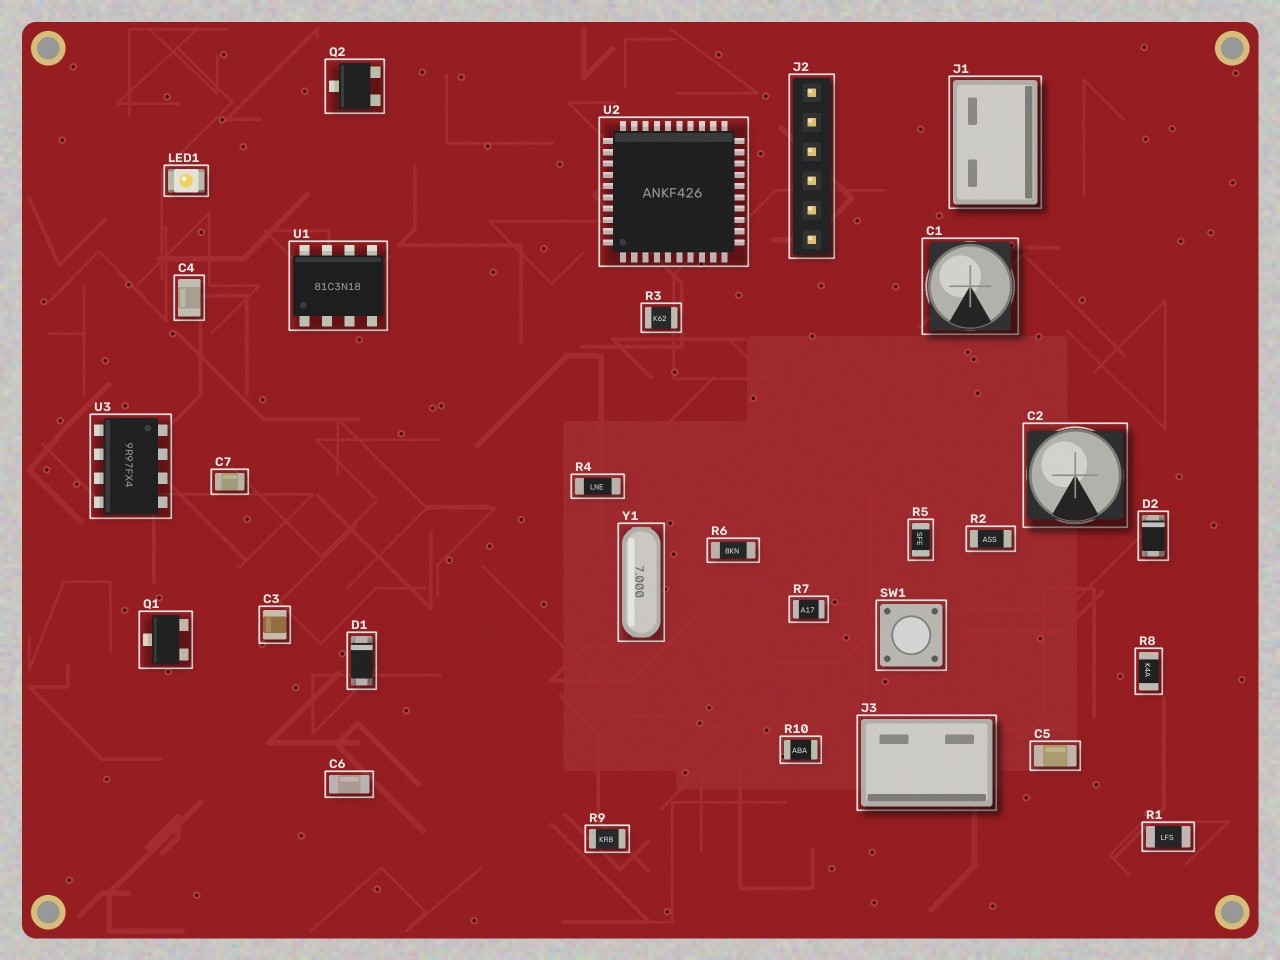 Q2
J2
J1
U2
ANKF426
LED1
C1
U1
81C3N18
C4
R3
K62
U3
9R97FX4
C2
C7
R4
LNE
D2
Y1
7.000
R6
8KN
R5
SFE
R2
ASS
Q1
C3
D1
R7
A17
SW1
R8
K4A
J3
R10
ABA
C5
C6
R9
KRB
R1
LFS